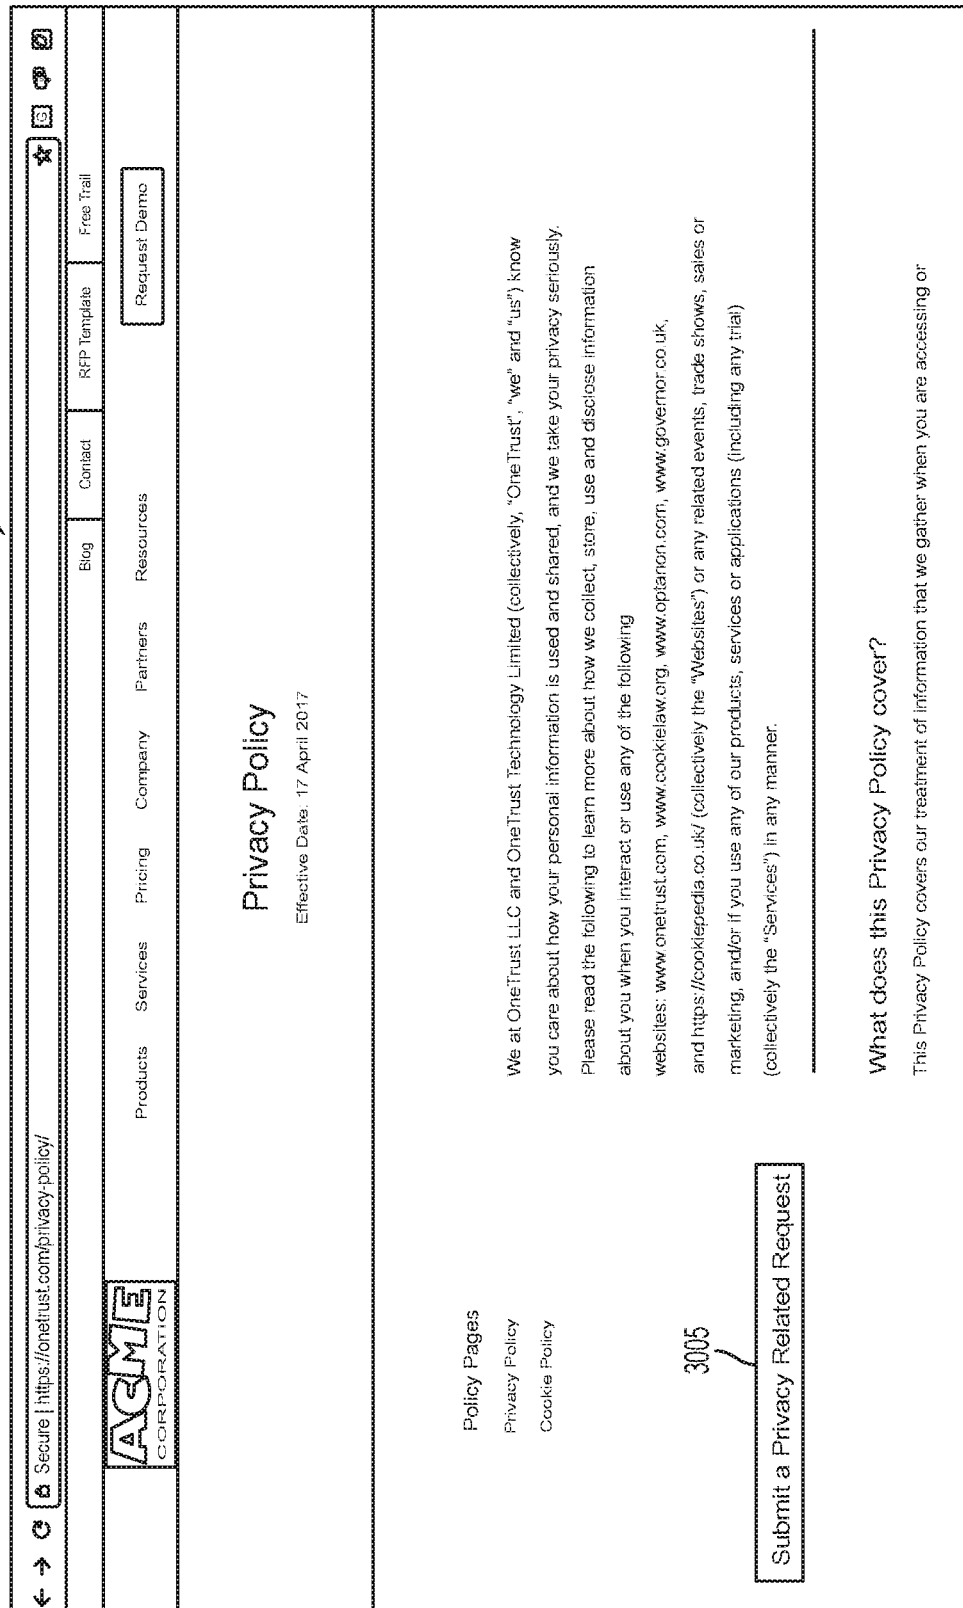 Secure | https://onetrust.com/privacy-policy/
Blog
Contact
RFP Template
Free Trail
ACME
CORPORATION
Products
Services
Pricing
Company
Partners
Resources
Request Demo
Privacy Policy
Effective Date: 17 April 2017
Policy Pages
Privacy Policy
Cookie Policy
3005
Submit a Privacy Related Request
We at OneTrust LLC and OneTrust Technology Limited (collectively, “OneTrust”, “we” and “us”) know
you care about how your personal information is used and shared, and we take your privacy seriously.
Please read the following to learn more about how we collect, store, use and disclose information
about you when you interact or use any of the following
websites: www.onetrust.com, www.cookielaw.org, www.optanon.com, www.governor.co.uk,
and https://cookiepedia.co.uk/ (collectively the “Websites”) or any related events, trade shows, sales or
marketing, and/or if you use any of our products, services or applications (including any trial)
(collectively the “Services”) in any manner.
What does this Privacy Policy cover?
This Privacy Policy covers our treatment of information that we gather when you are accessing or